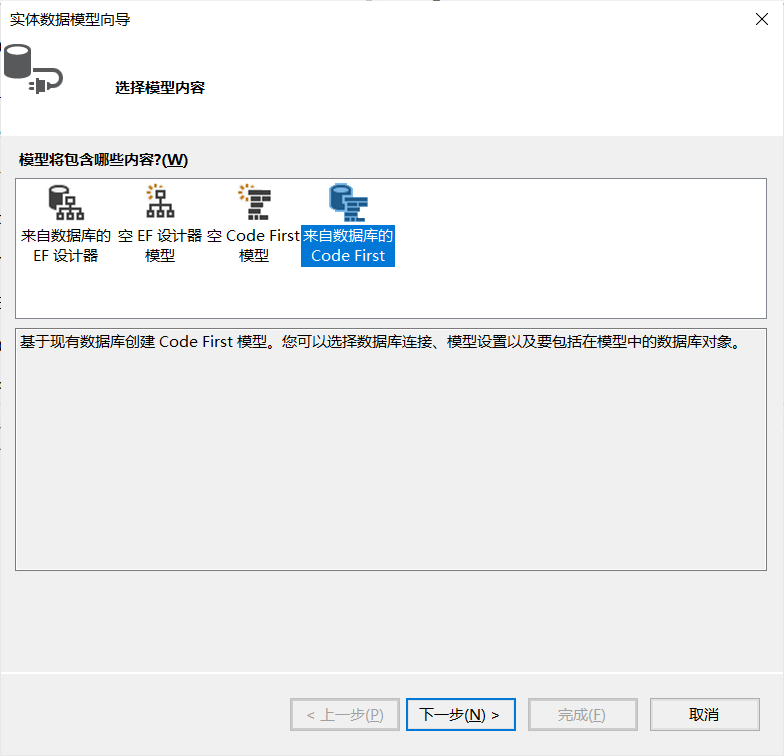 实体数据模型向导
选择模型内容
模型将包含哪些内容?(W)
来自数据库的 空 EF 设计器 空 Code First 来自数据库的
EF 设计器 模型 模型 Code First
基于现有数据库创建 Code First 模型。您可以选择数据库连接、模型设置以及要包括在模型中的数据库对象。
< 上一步(P) 下一步(N) > 完成(F) 取消